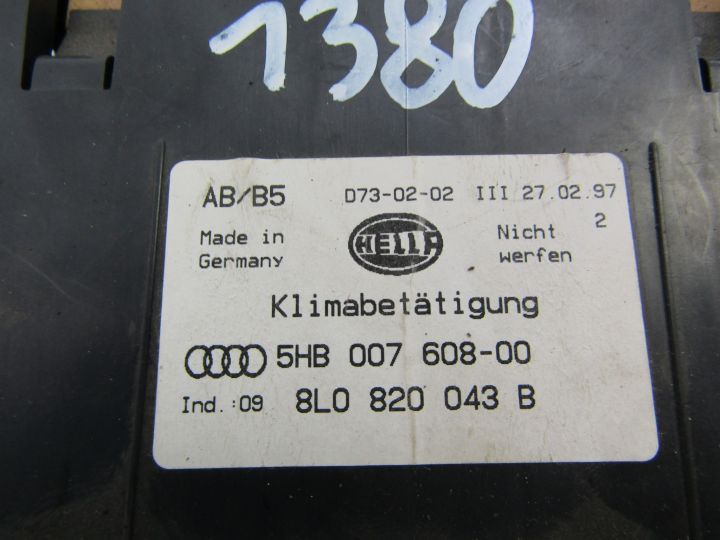 1380
AB/B5 D73-02-02 III 27.02.97
2
Made in HELLA Nicht
Germany werfen
Klimabetätigung
5HB 007 608-00
Ind.:09 8L0 820 043 B